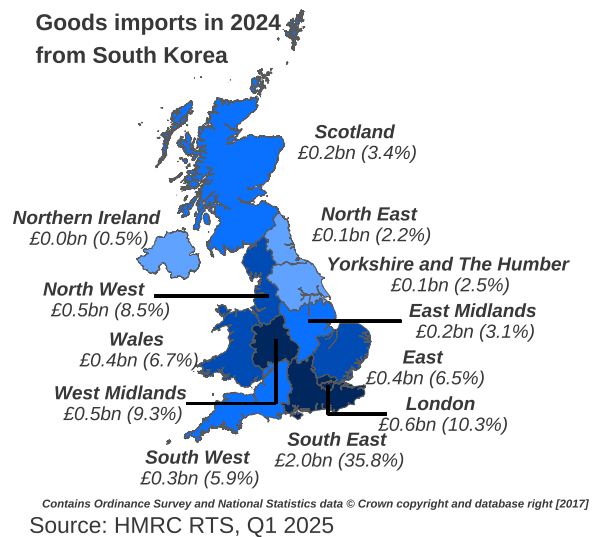 Goods imports in 2024
from South Korea
Scotland
£0.2bn (3.4%)
Northern Ireland
£0.0bn (0.5%)
North East
£0.1bn (2.2%)
Yorkshire and The Humber
£0.1bn (2.5%)
North West
£0.5bn (8.5%)
East Midlands
£0.2bn (3.1%)
Wales
£0.4bn (6.7%)
East
£0.4bn (6.5%)
West Midlands
£0.5bn (9.3%)
London
£0.6bn (10.3%)
South East
£2.0bn (35.8%)
South West
£0.3bn (5.9%)
Contains Ordinance Survey and National Statistics data © Crown copyright and database right [2017]
Source: HMRC RTS, Q1 2025